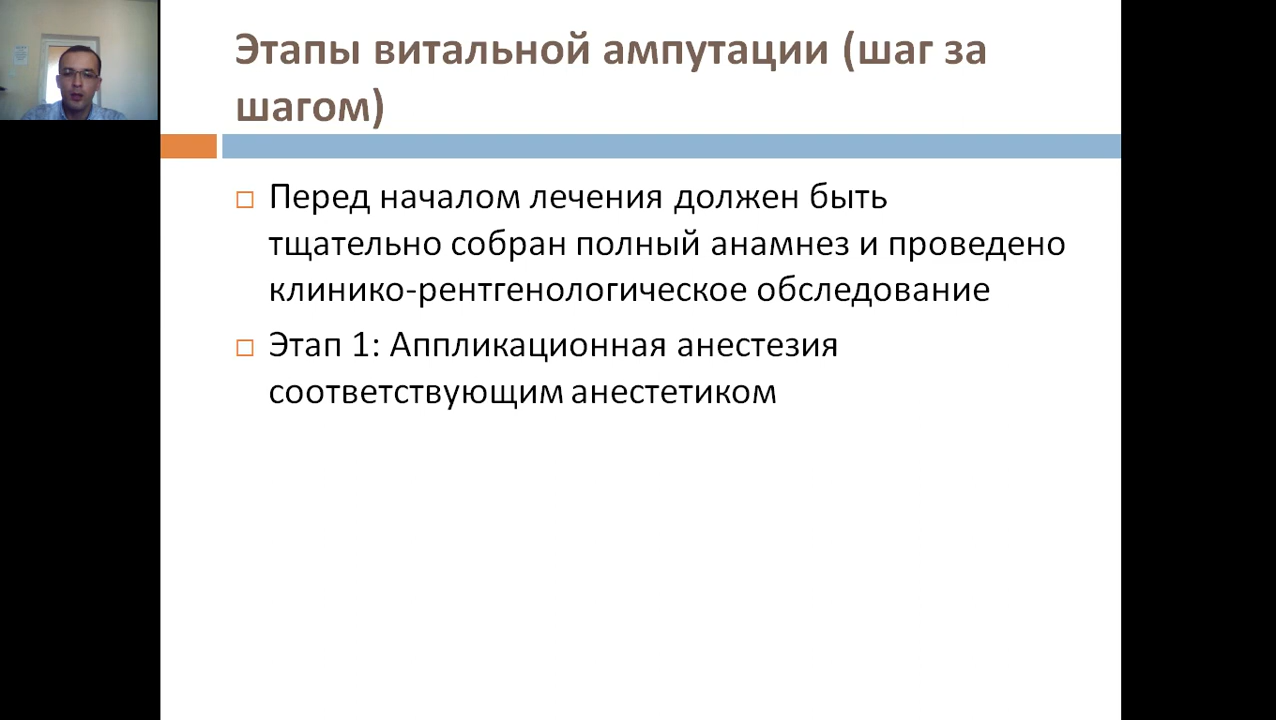 Этапы витальной ампутации (шаг за
шагом)
Перед началом лечения должен быть
тщательно собран полный анамнез и проведено
клинико-рентгенологическое обследование
Этап 1: Аппликационная анестезия
соответствующим анестетиком